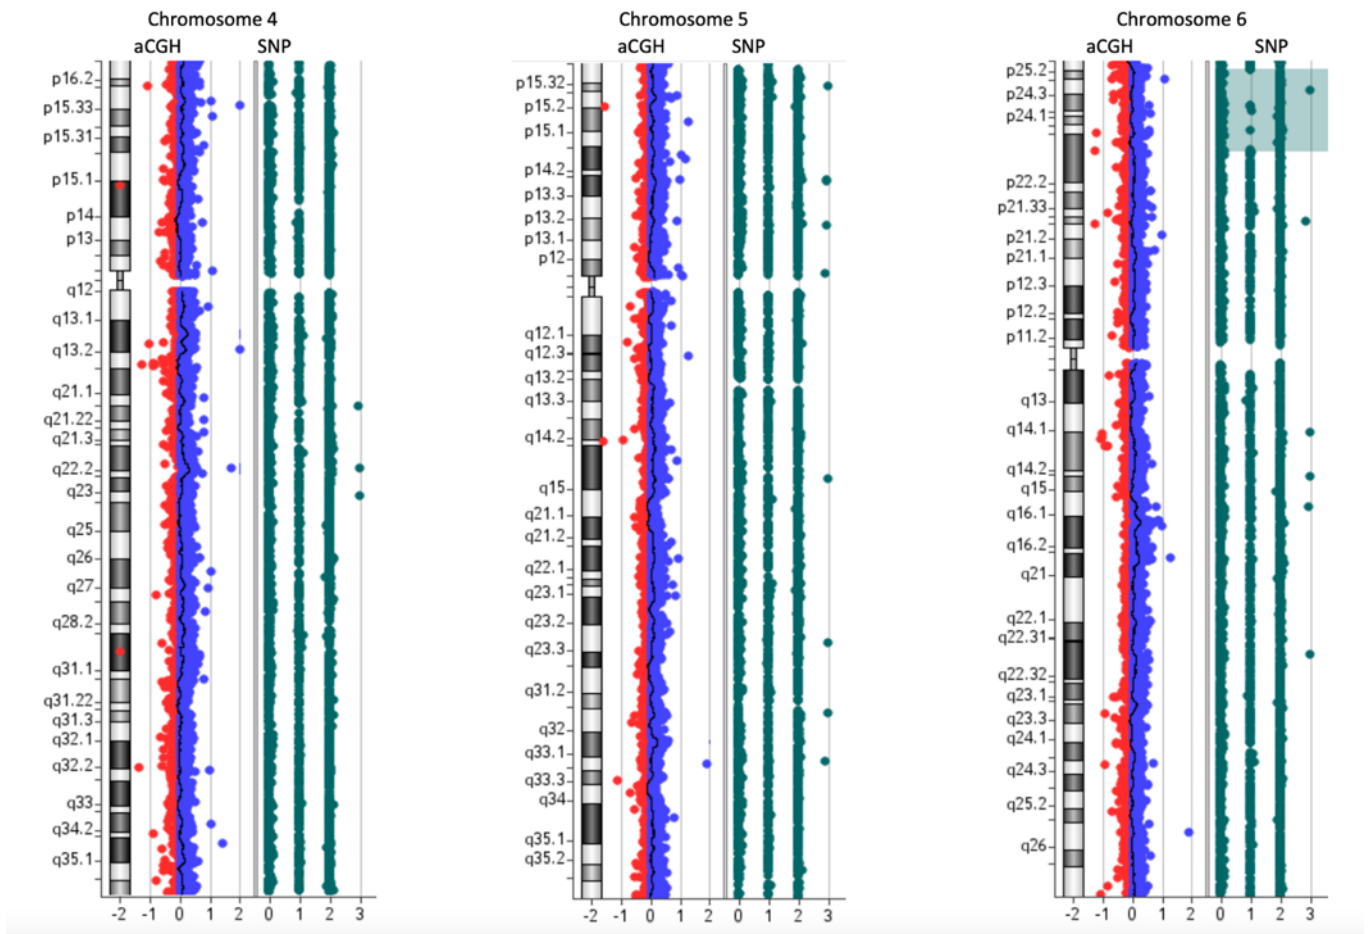 Chromosome 4
aCGH
SNP
p16.2
p15.33
p15.31
p15.1
p14
p13
q12
q13.1
q13.2
q21.1
q21.22
q21.3
q22.2
q23
q25
q26
q27
q28.2
q31.1
q31.22
q31.3
q32.1
q32.2
q33
q34.2
q35.1
-2 -1 0 1 2 0 1 2 3
Chromosome 5
aCGH
SNP
p15.32
p15.2
p15.1
p14.2
p13.3
p13.2
p13.1
p12
q12.1
q12.3
q13.2
q13.3
q14.2
q15
q21.1
q21.2
q22.1
q23.1
q23.2
q23.3
q31.2
q32
q33.1
q33.3
q34
q35.1
q35.2
-2 -1 0 1 2 0 1 2 3
Chromosome 6
aCGH
SNP
p25.2
p24.3
p24.1
p22.2
p21.33
p21.2
p21.1
p12.3
p12.2
p11.2
q13
q14.1
q14.2
q15
q16.1
q16.2
q21
q22.1
q22.31
q22.32
q23.1
q23.3
q24.1
q24.3
q25.2
q26
-2 -1 0 1 2 0 1 2 3